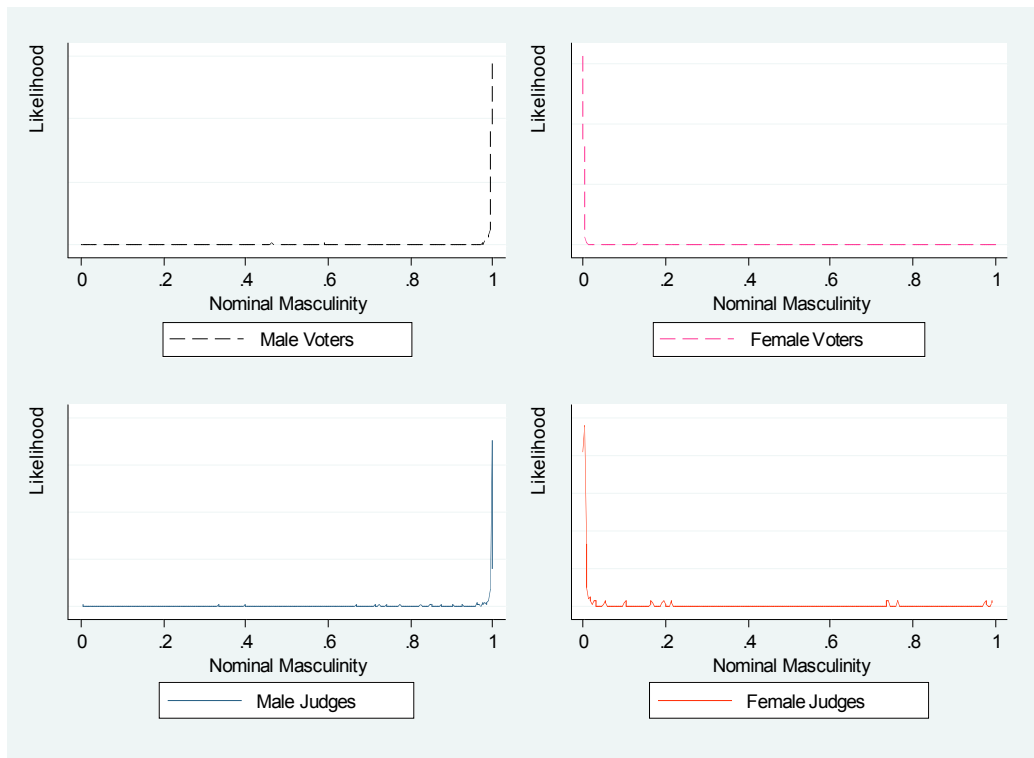 Likelihood
0 .2 .4 .6 .8 1
Nominal Masculinity
Male Voters
Likelihood
0 .2 .4 .6 .8 1
Nominal Masculinity
Female Voters
Likelihood
0 .2 .4 .6 .8 1
Nominal Masculinity
Male Judges
Likelihood
0 .2 .4 .6 .8 1
Nominal Masculinity
Female Judges